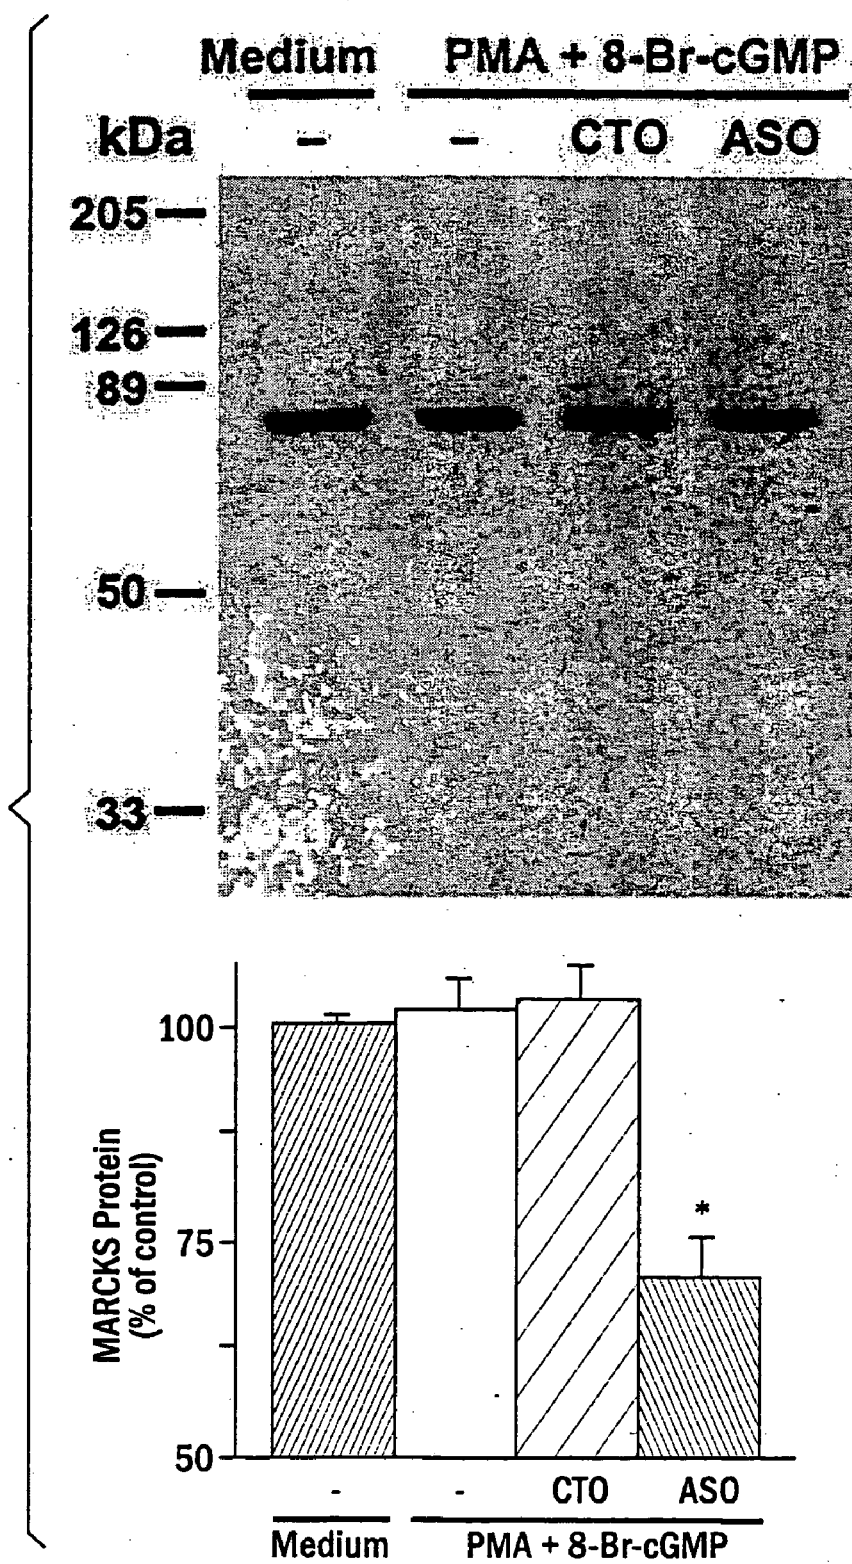 Medium PMA + 8-Br-cGMP
kDa - - CTO ASO
205
126
89
50
33
100
75
50
MARCKS Protein
(% of control)
*
- - CTO ASO
Medium PMA + 8-Br-cGMP